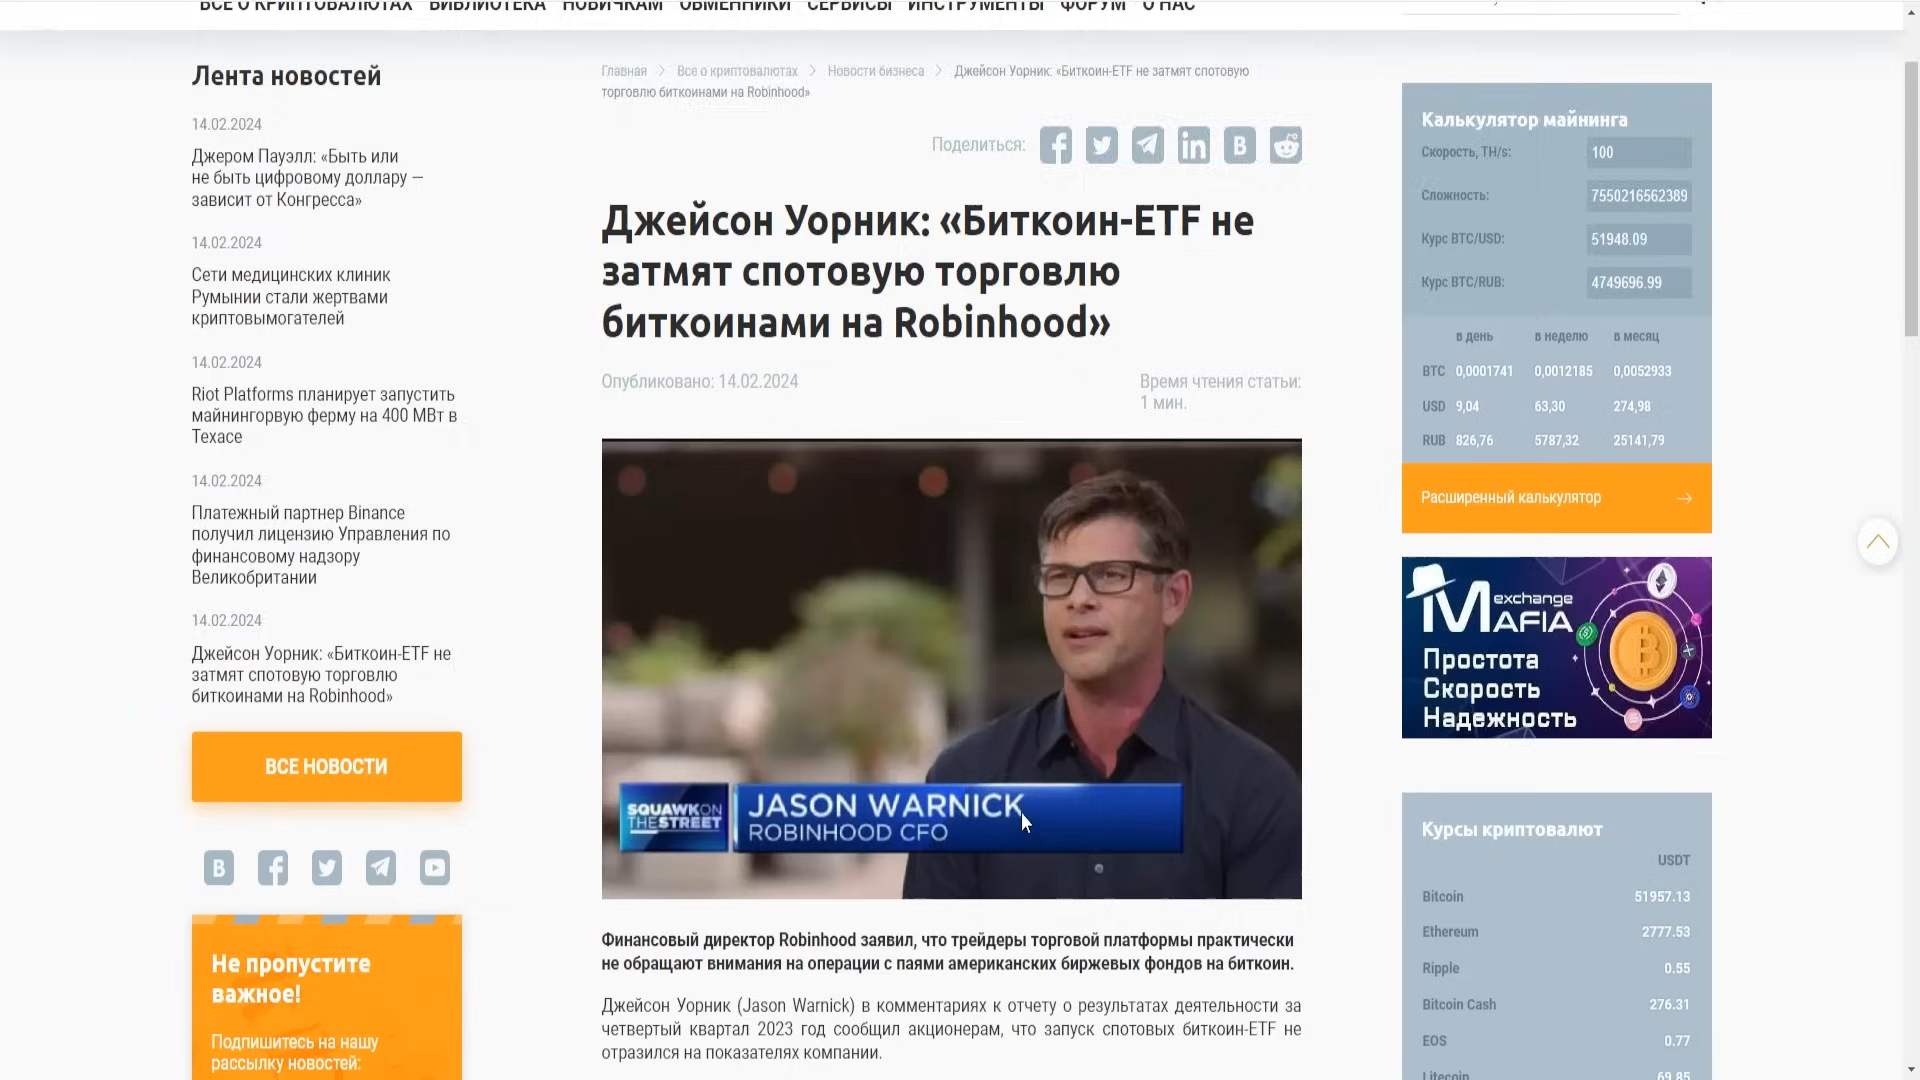 ВСЕ О КРИПТОВАЛЮТАХ БИБЛИОТЕКА НОВИЧКАМ ОБМЕННИКИ СЕРВИСЫ ИНСТРУМЕНТЫ ФОРУМ О НАС
Лента новостей
14.02.2024
Джером Пауэлл: «Быть или
не быть цифровому доллару —
зависит от Конгресса»
14.02.2024
Сети медицинских клиник
Румынии стали жертвами
криптовымогателей
14.02.2024
Riot Platforms планирует запустить
майнингорвую ферму на 400 МВт в
Техасе
14.02.2024
Платежный партнер Binance
получил лицензию Управления по
финансовому надзору
Великобритании
14.02.2024
Джейсон Уорник: «Биткоин-ETF не
затмят спотовую торговлю
биткоинами на Robinhood»
ВСЕ НОВОСТИ
Не пропустите
важное!
Подпишитесь на нашу
рассылку новостей:
Главная > Все о криптовалютах > Новости бизнеса > Джейсон Уорник: «Биткоин-ETF не затмят спотовую
торговлю биткоинами на Robinhood»
Поделиться:
Джейсон Уорник: «Биткоин-ETF не
затмят спотовую торговлю
биткоинами на Robinhood»
Опубликовано: 14.02.2024
Время чтения статьи:
1 мин.
SQUAWK ON
THE STREET
JASON WARNICK
ROBINHOOD CFO
Финансовый директор Robinhood заявил, что трейдеры торговой платформы практически
не обращают внимания на операции с паями американских биржевых фондов на биткоин.
Джейсон Уорник (Jason Warnick) в комментариях к отчету о результатах деятельности за
четвертый квартал 2023 год сообщил акционерам, что запуск спотовых биткоин-ETF не
отразился на показателях компании.
Калькулятор майнинга
Скорость, TH/s: 100
Сложность: 7550216562389
Курс BTC/USD: 51948.09
Курс BTC/RUB: 4749696.99
в день в неделю в месяц
BTC 0,0001741 0,0012185 0,0052933
USD 9,04 63,30 274,98
RUB 826,76 5787,32 25141,79
Расширенный калькулятор
exchange
MAFIA
Простота
Скорость
Надежность
Курсы криптовалют
USDT
Bitcoin 51957.13
Ethereum 2777.53
Ripple 0.55
Bitcoin Cash 276.31
EOS 0.77
Litecoin 69.85